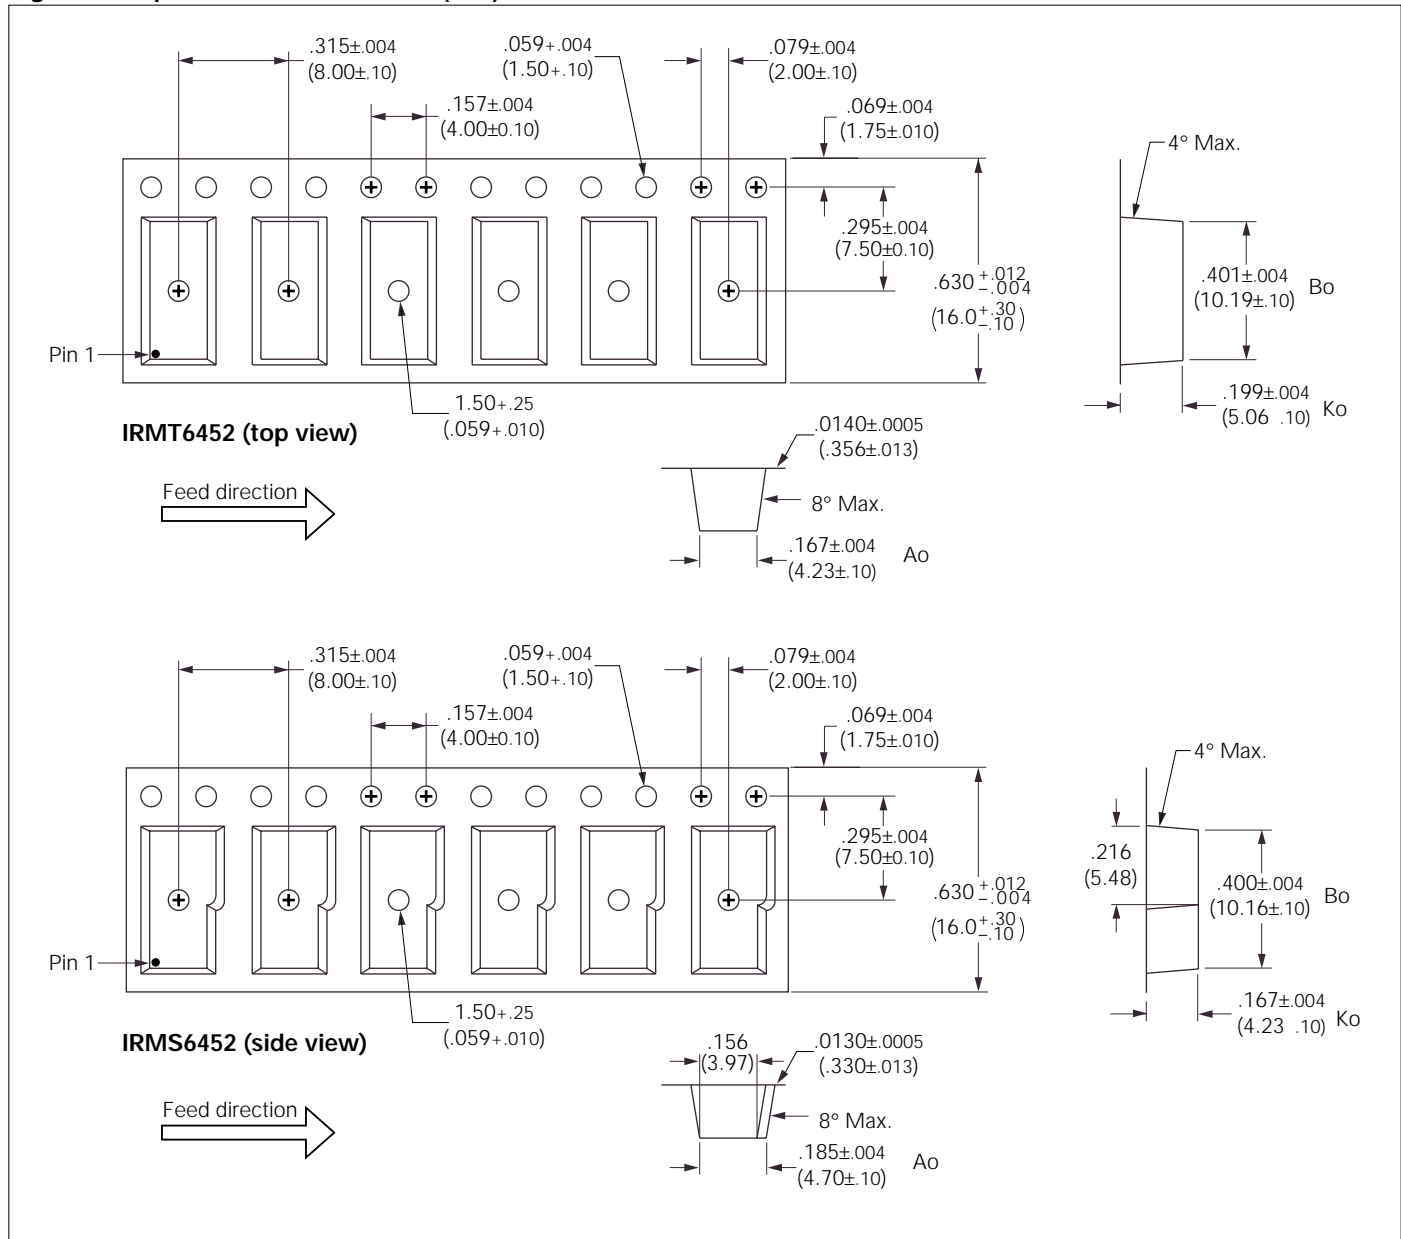 .315±.004
(8.00±.10)
.059+.004
(1.50+.10)
.079±.004
(2.00±.10)
.157±.004
(4.00±0.10)
.069±.004
(1.75±.010)
4° Max.
.295±.004
(7.50±0.10)
.630 +.012 -.004
(16.0 +.30 -.10)
.401±.004
(10.19±.10) Bo
Pin 1
1.50+.25
(.059+.010)
.199±.004
(5.06 .10) Ko
IRMT6452 (top view)
.0140±.0005
(.356±.013)
Feed direction
8° Max.
.167±.004
(4.23±.10) Ao
.315±.004
(8.00±.10)
.059+.004
(1.50+.10)
.079±.004
(2.00±.10)
.157±.004
(4.00±0.10)
.069±.004
(1.75±.010)
4° Max.
.295±.004
(7.50±0.10)
.216
(5.48)
.630 +.012 -.004
(16.0 +.30 -.10)
.400±.004
(10.16±.10) Bo
Pin 1
1.50+.25
(.059+.010)
.167±.004
(4.23 .10) Ko
IRMS6452 (side view)
.156
(3.97)
.0130±.0005
(.330±.013)
Feed direction
8° Max.
.185±.004
(4.70±.10) Ao